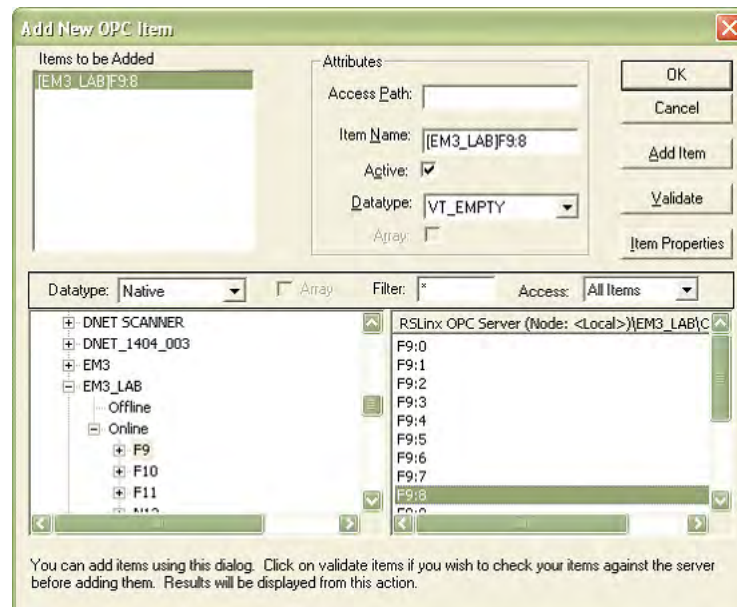 Add New OPC Item
Items to be Added
[EM3_LAB]F9:8
Attributes
Access Path:
Item Name: [EM3_LAB]F9:8
Active:
Datatype: VT_EMPTY
Array:
OK
Cancel
Add Item
Validate
Item Properties
Datatype: Native Array Filter: * Access: All Items
DNET SCANNER
DNET_1404_003
EM3
EM3_LAB
Offline
Online
F9
F10
F11
RSLinx OPC Server (Node: <Local>)\EM3_LAB\C
F9:0
F9:1
F9:2
F9:3
F9:4
F9:5
F9:6
F9:7
F9:8
You can add items using this dialog. Click on validate items if you wish to check your items against the server
before adding them. Results will be displayed from this action.